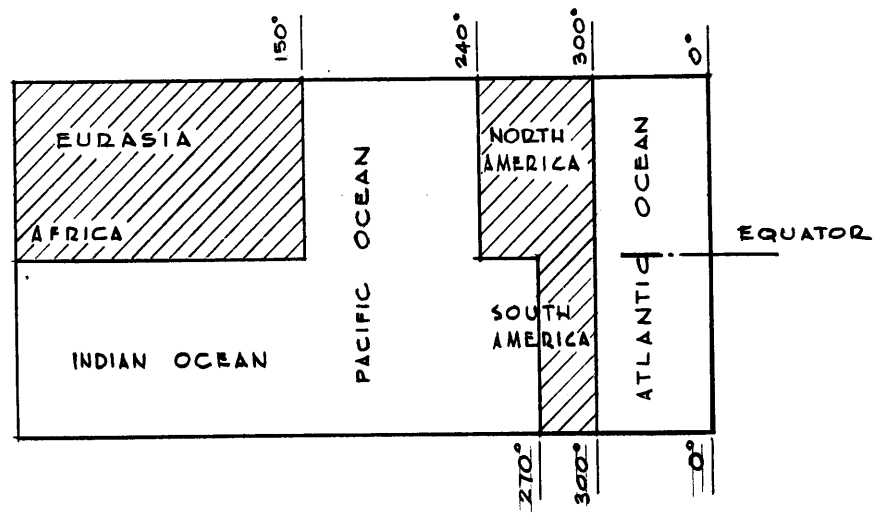 150°
240°
300°
0°
EURASIA
NORTH
AMERICA
AFRICA
PACIFIC OCEAN
ATLANTIC OCEAN
EQUATOR
INDIAN OCEAN
SOUTH
AMERICA
270°
300°
0°